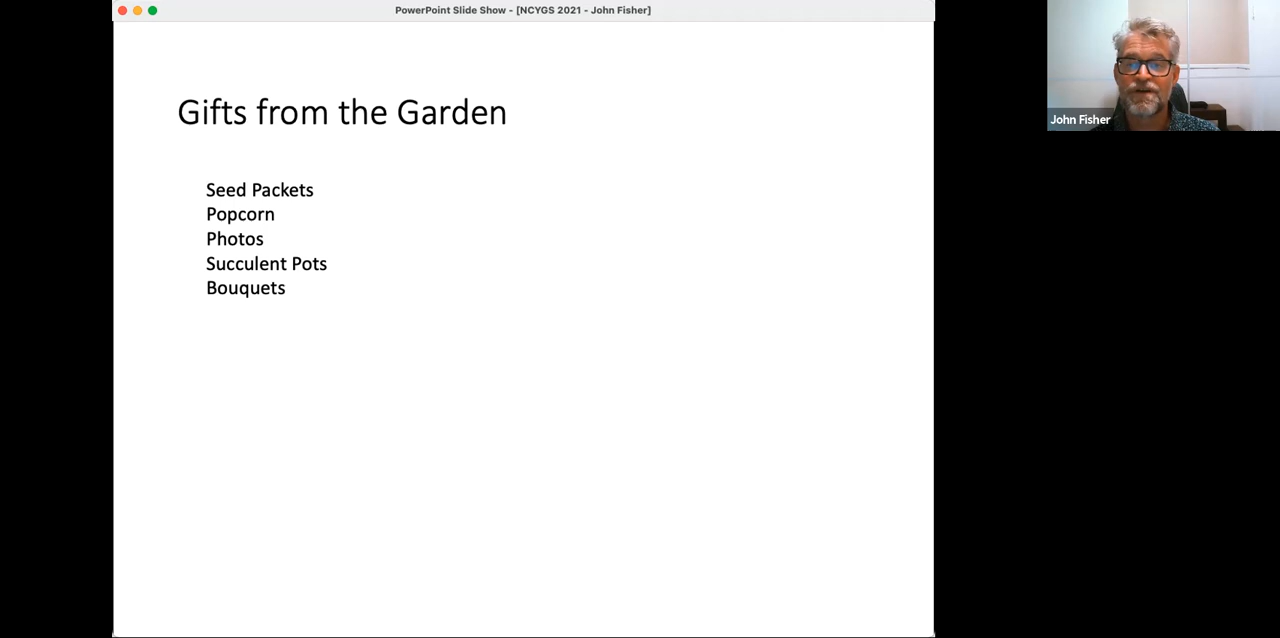 PowerPoint Slide Show - [NCYGS 2021 - John Fisher]
Gifts from the Garden
Seed Packets
Popcorn
Photos
Succulent Pots
Bouquets
John Fisher